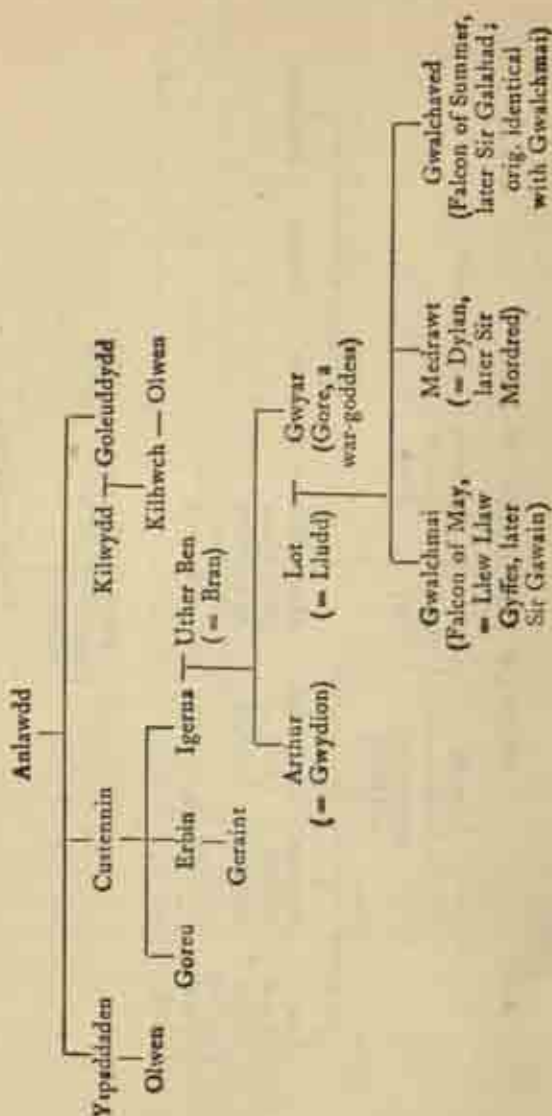 Anlawdd
Yspaddaden Custennin Kilwydd — Goleuddydd
Olwen
Kilhwch — Olwen
Goreu Erbin Igerna — Uther Ben
(= Bran)
Geraint
Arthur Lot — Gwyar
(= Gwydion) (= Lludd) (Gore, a
war-goddess)
Gwalchmai Medrawt Gwalchaved
(Falcon of May, (= Dylan, (Falcon of Summer,
= Llew Llaw later Sir later Sir Galahad;
Gyffes, later Mordred) orig. identical
Sir Gawain) with Gwalchmai)